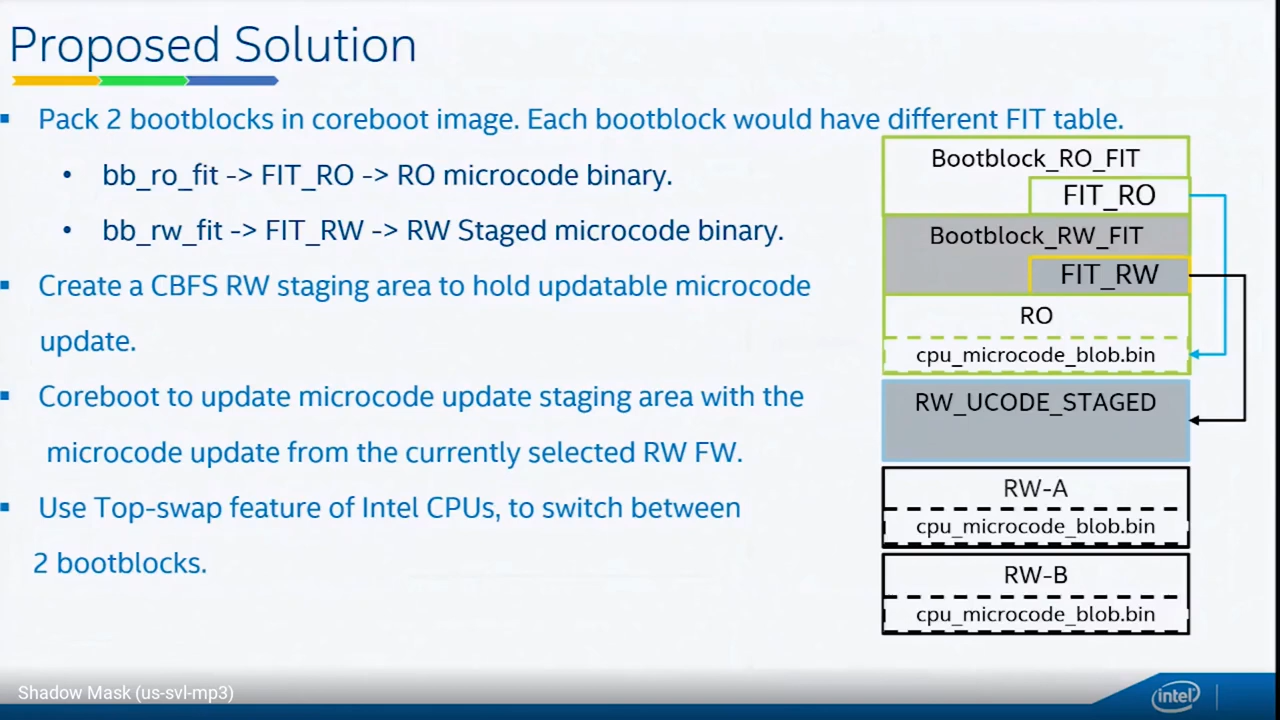 Proposed Solution
Pack 2 bootblocks in coreboot image. Each bootblock would have different FIT table.
bb_ro_fit -> FIT_RO -> RO microcode binary.
bb_rw_fit -> FIT_RW -> RW Staged microcode binary.
Create a CBFS RW staging area to hold updatable microcode
update.
Coreboot to update microcode update staging area with the
microcode update from the currently selected RW FW.
Use Top-swap feature of Intel CPUs, to switch between
2 bootblocks.
Bootblock_RO_FIT
FIT_RO
Bootblock_RW_FIT
FIT_RW
RO
cpu_microcode_blob.bin
RW_UCODE_STAGED
RW-A
cpu_microcode_blob.bin
RW-B
cpu_microcode_blob.bin
Shadow Mask (us-svl-mp3)
intel